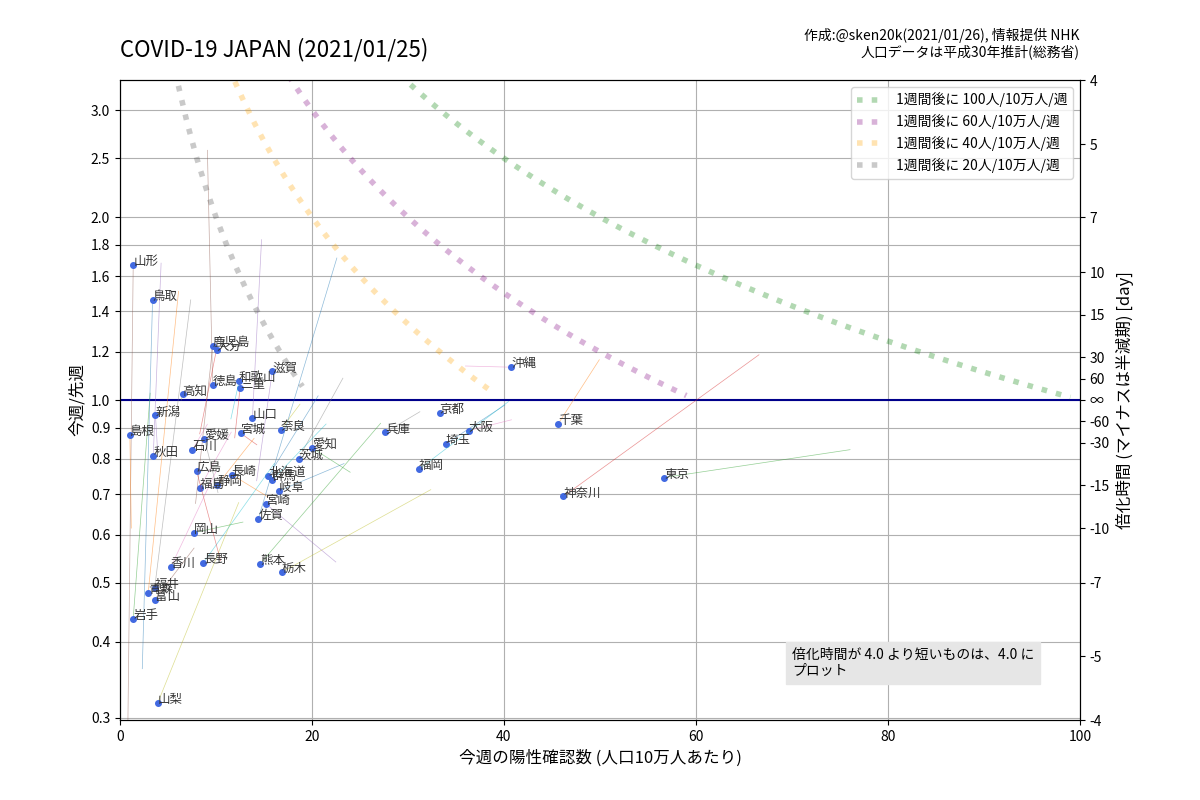 COVID-19 JAPAN (2021/01/25)
作成:@sken20k(2021/01/26), 情報提供 NHK
人口データは平成30年推計(総務省)
1週間後に 100人/10万人/週
1週間後に 60人/10万人/週
1週間後に 40人/10万人/週
1週間後に 20人/10万人/週
今週/先週
3.0
2.5
2.0
1.8
1.6
1.4
1.2
1.0
0.9
0.8
0.7
0.6
0.5
0.4
0.3
倍化時間 (マイナスは半減期) [day]
4
5
7
10
15
30
60
∞
-60
-30
-15
-10
-7
-5
-4
山形
鳥取
鹿児島
大分
沖縄
滋賀
徳島
和歌山
三重
高知
新潟
山口
京都
千葉
島根
愛媛
宮城
奈良
兵庫
大阪
石川
愛知
埼玉
秋田
茨城
広島
長崎
北海道
群馬
福岡
福島
静岡
岐阜
東京
宮崎
神奈川
佐賀
岡山
香川
長野
熊本
栃木
福井
富山
岩手
山梨
倍化時間が 4.0 より短いものは、4.0 に
プロット
0 20 40 60 80 100
今週の陽性確認数 (人口10万人あたり)